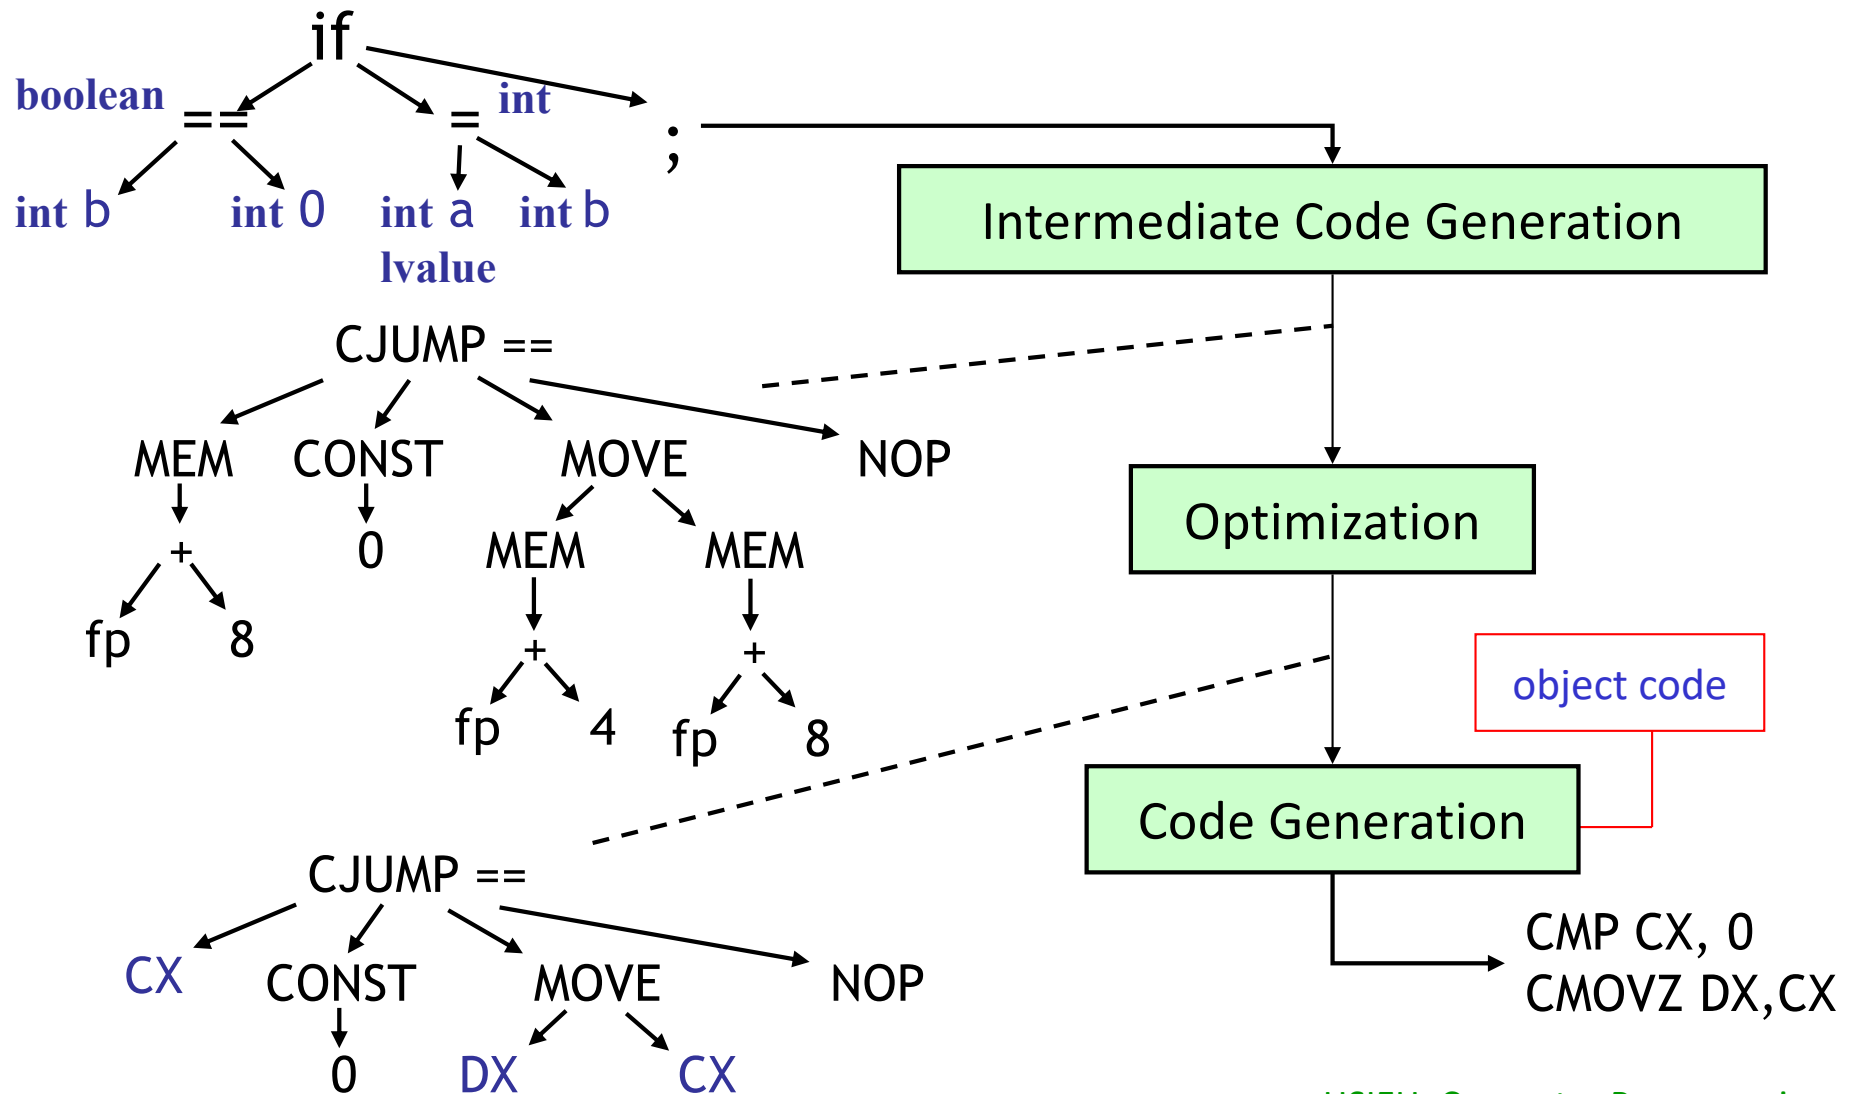 if
boolean
==
=
int
;
int b
int 0
int a
int b
lvalue
Intermediate Code Generation
CJUMP ==
MEM
CONST
MOVE
NOP
+
0
MEM
MEM
fp
8
+
+
fp
4
fp
8
Optimization
object code
Code Generation
CJUMP ==
CX
CONST
MOVE
NOP
0
DX
CX
CMP CX, 0
CMOVZ DX,CX